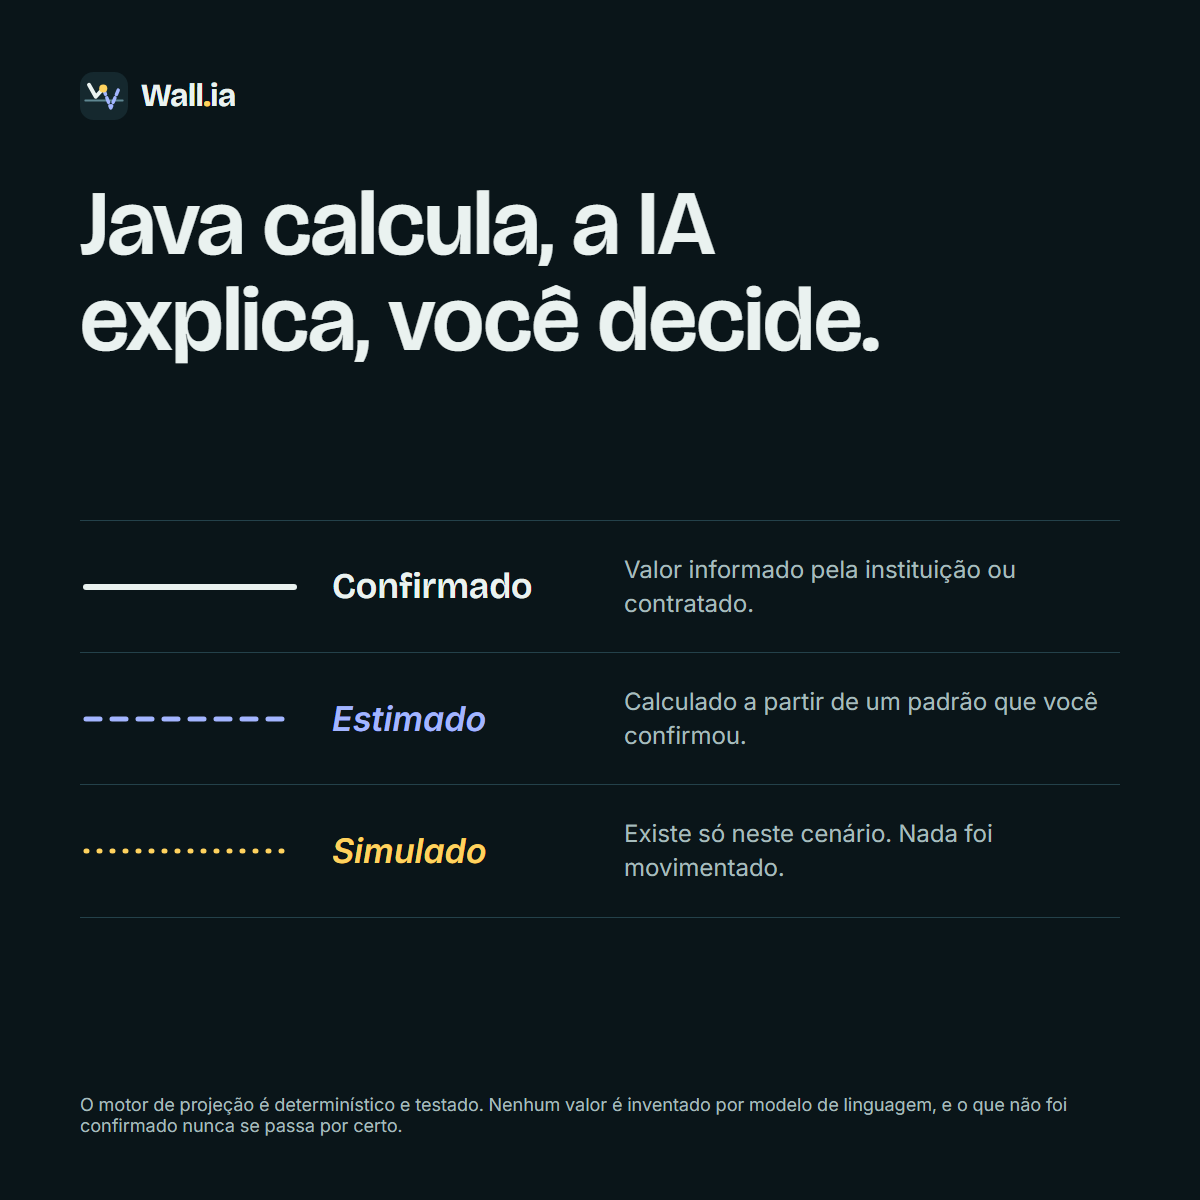 Wall.ia
Java calcula, a IA
explica, você decide.
Confirmado
Valor informado pela instituição ou
contratado.
Estimado
Calculado a partir de um padrão que você
confirmou.
Simulado
Existe só neste cenário. Nada foi
movimentado.
O motor de projeção é determinístico e testado. Nenhum valor é inventado por modelo de linguagem, e o que não foi
confirmado nunca se passa por certo.